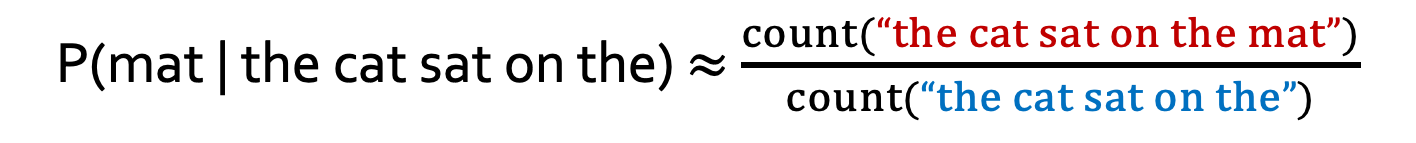 P(mat | the cat sat on the) ≈ count(“the cat sat on the mat”)
count(“the cat sat on the”)